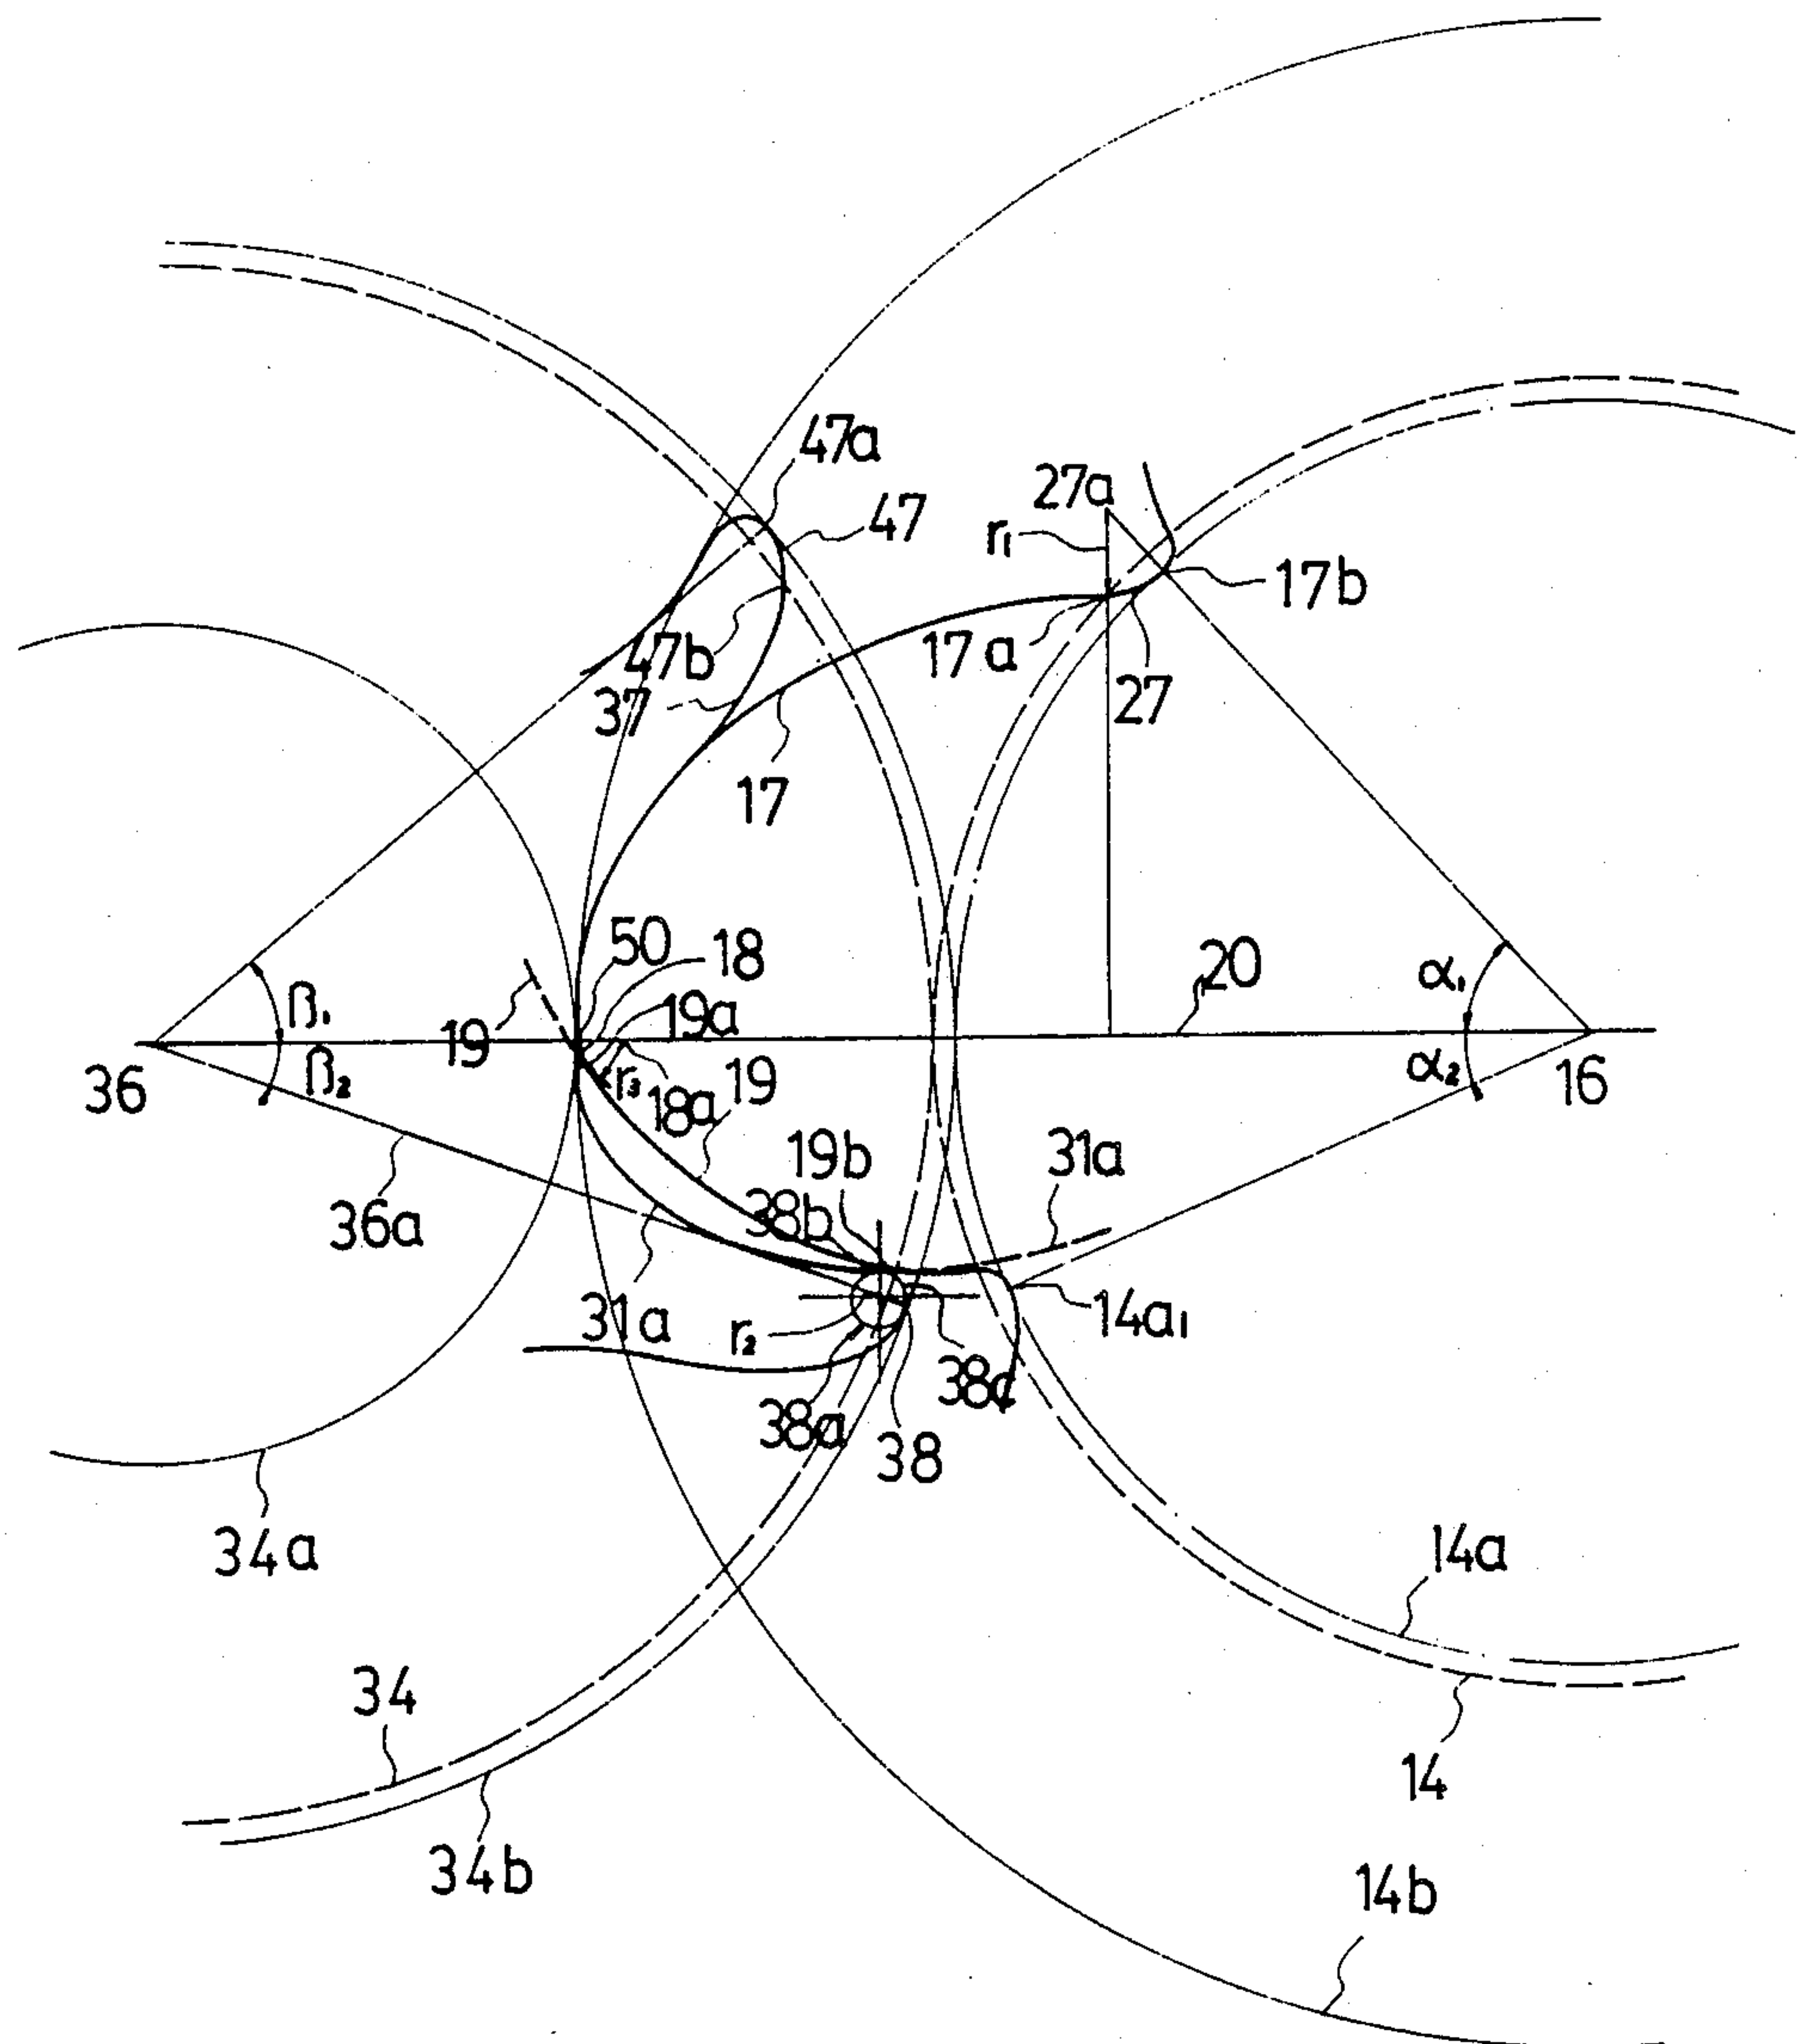 47a
27a
47
r₁
17b
47b
17a
37
27
17
50
18
20
α₁
β₁
19
19a
β₂
r₃
19
α₂
36
18a
16
19b
31a
38b
36a
31a
r₂
14a₁
38c
38a
38
34a
14a
34
14
34b
14b